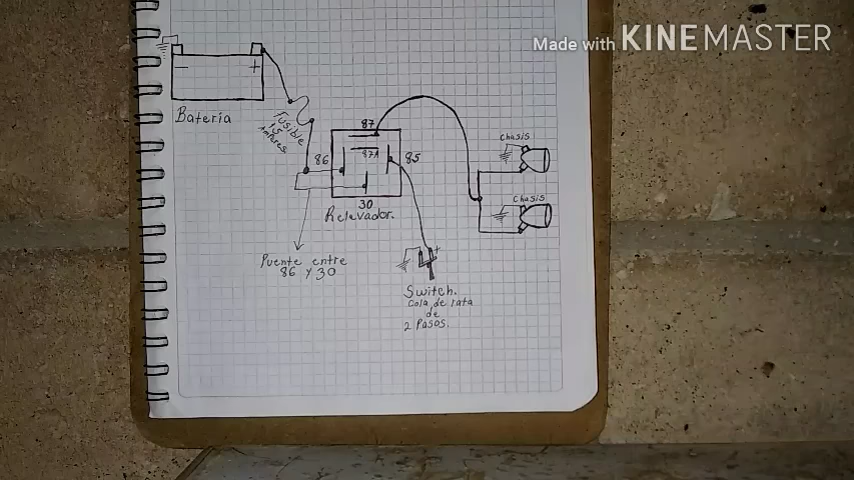 Made with KINEMASTER
− +
Batería
Fusible
15
Amperes
87
87A
86
85
30
Relevador.
Chasis
Chasis
Puente entre
86 y 30
+
Switch.
Cola de rata
de
2 Pasos.